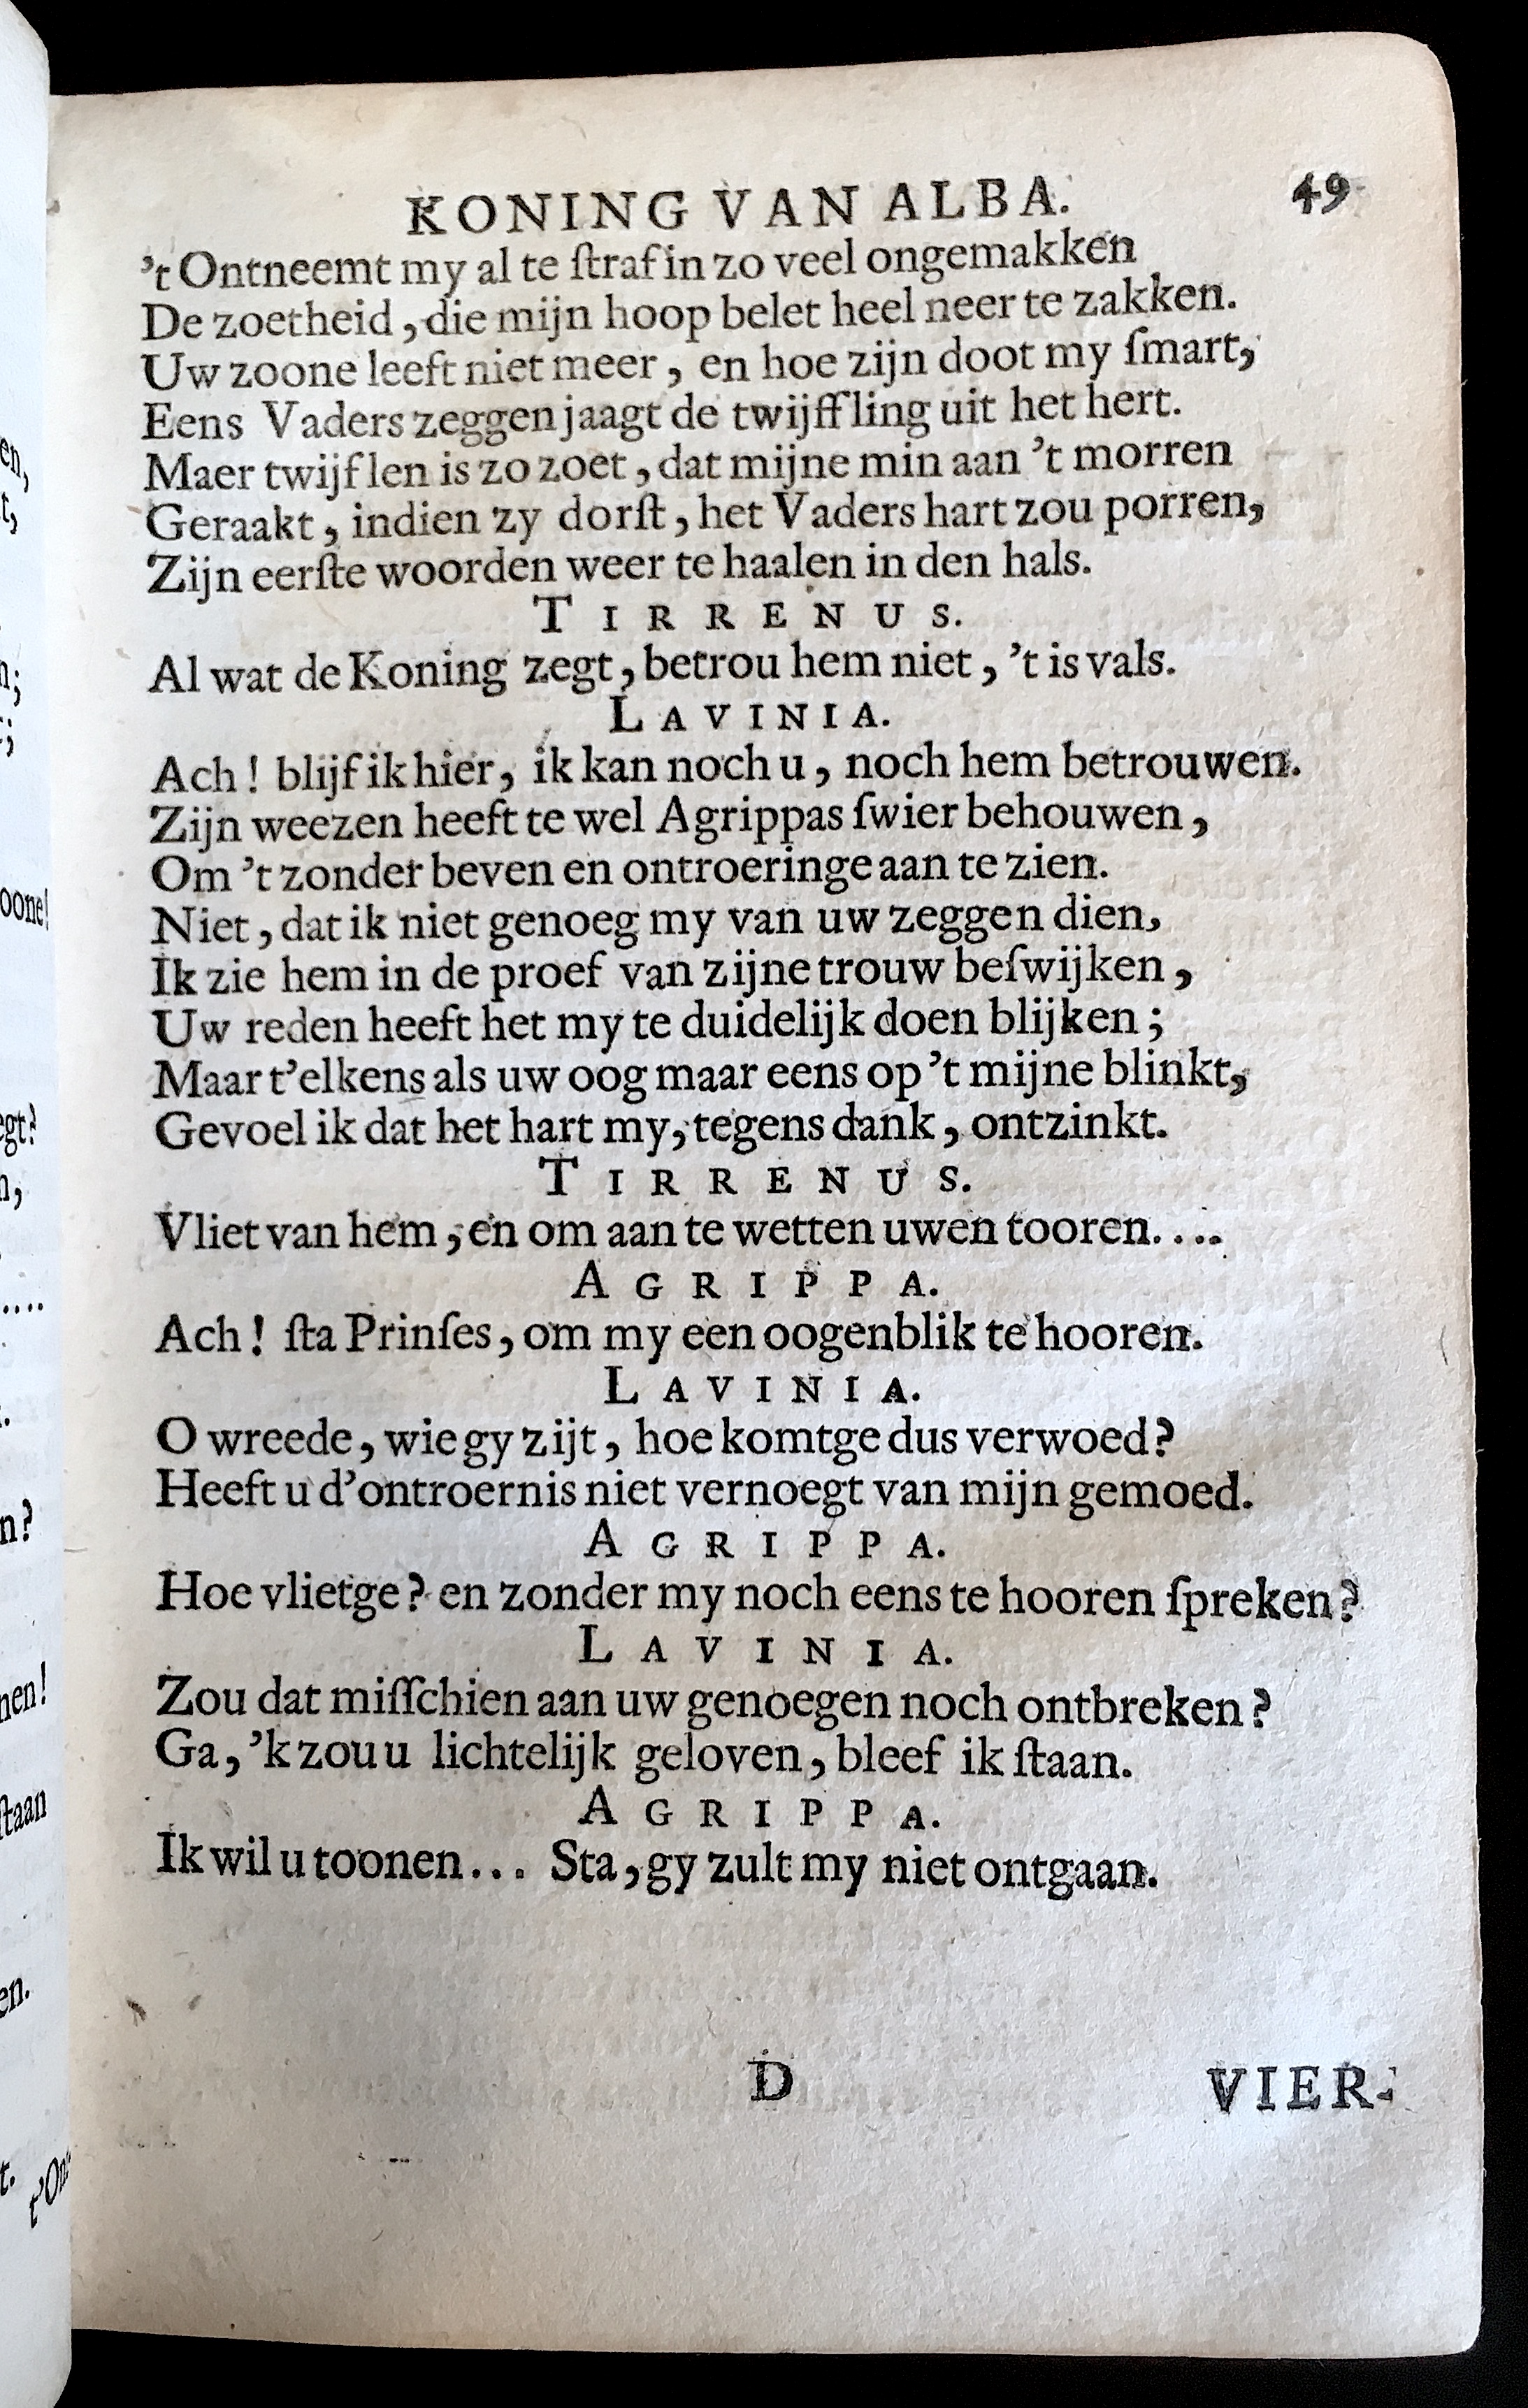 KONING VAN ALBA. 49
’t Ontneemt my al te ſtraf in zo veel ongemakken
De zoetheid, die mijn hoop belet heel neer te zakken.
Uw zoone leeft niet meer, en hoe zijn doot my ſmart,
Eens Vaders zeggen jaagt de twijffling uit het hert.
Maer twijflen is zo zoet, dat mijne min aan ’t morren
Geraakt, indien zy dorſt, het Vaders hart zou porren,
Zijn eerſte woorden weer te haalen in den hals.
TIRRENUS.
Al wat de Koning zegt, betrou hem niet, ’t is vals.
LAVINIA.
Ach! blijf ik hier, ik kan noch u, noch hem betrouwen.
Zijn weezen heeft te wel Agrippas ſwier behouwen,
Om ’t zonder beven en ontroeringe aan te zien.
Niet, dat ik niet genoeg my van uw zeggen dien,
Ik zie hem in de proef van zijne trouw beſwijken,
Uw reden heeft het my te duidelijk doen blijken;
Maar t’elkens als uw oog maar eens op ’t mijne blinkt,
Gevoel ik dat het hart my, tegens dank, ontzinkt.
TIRRENUS.
Vliet van hem, en om aan te wetten uwen tooren....
AGRIPPA.
Ach! ſta Prinſes, om my een oogenblik te hooren.
LAVINIA.
O wreede, wie gy zijt, hoe komtge dus verwoed?
Heeft u d’ontroernis niet vernoegt van mijn gemoed.
AGRIPPA.
Hoe vlietge? en zonder my noch eens te hooren ſpreken?
LAVINIA.
Zou dat miſſchien aan uw genoegen noch ontbreken?
Ga, ’k zou u lichtelijk geloven, bleef ik ſtaan.
AGRIPPA.
Ik wil u toonen... Sta, gy zult my niet ontgaan.
D VIER-